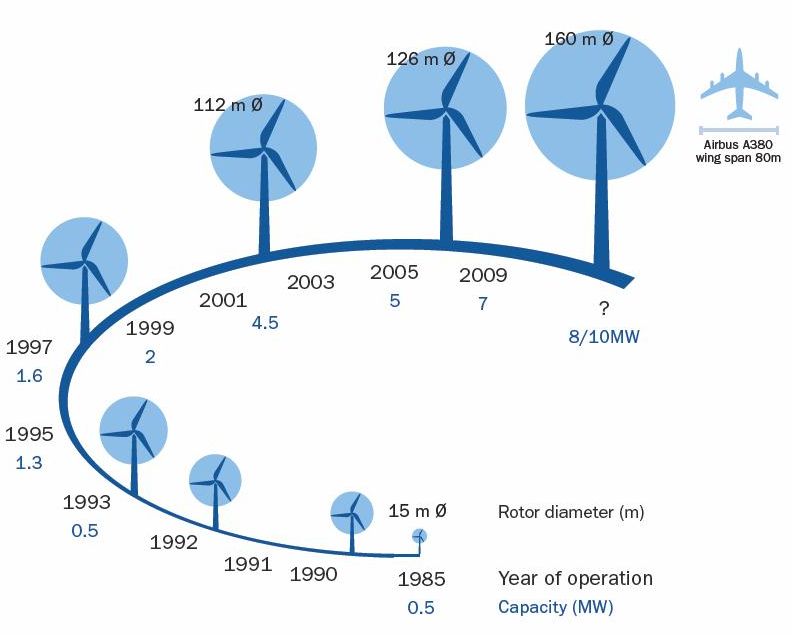 160 m Ø
126 m Ø
112 m Ø
Airbus A380
wing span 80m
2005
2009
2003
2001
5
7
?
4.5
1999
8/10MW
1997
2
1.6
1995
1.3
1993
15 m Ø
Rotor diameter (m)
0.5
1992
1991
1990
1985
Year of operation
0.5
Capacity (MW)